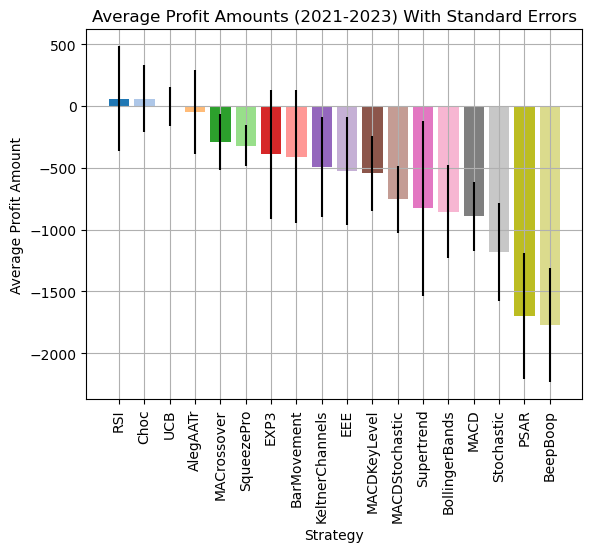 Average Profit Amounts (2021-2023) With Standard Errors
500
0
−500
−1000
−1500
−2000
Average Profit Amount
RSI
Choc
UCB
AlegAATr
MACrossover
SqueezePro
EXP3
BarMovement
KeltnerChannels
EEE
MACDKeyLevel
MACDStochastic
Supertrend
BollingerBands
MACD
Stochastic
PSAR
BeepBoop
Strategy